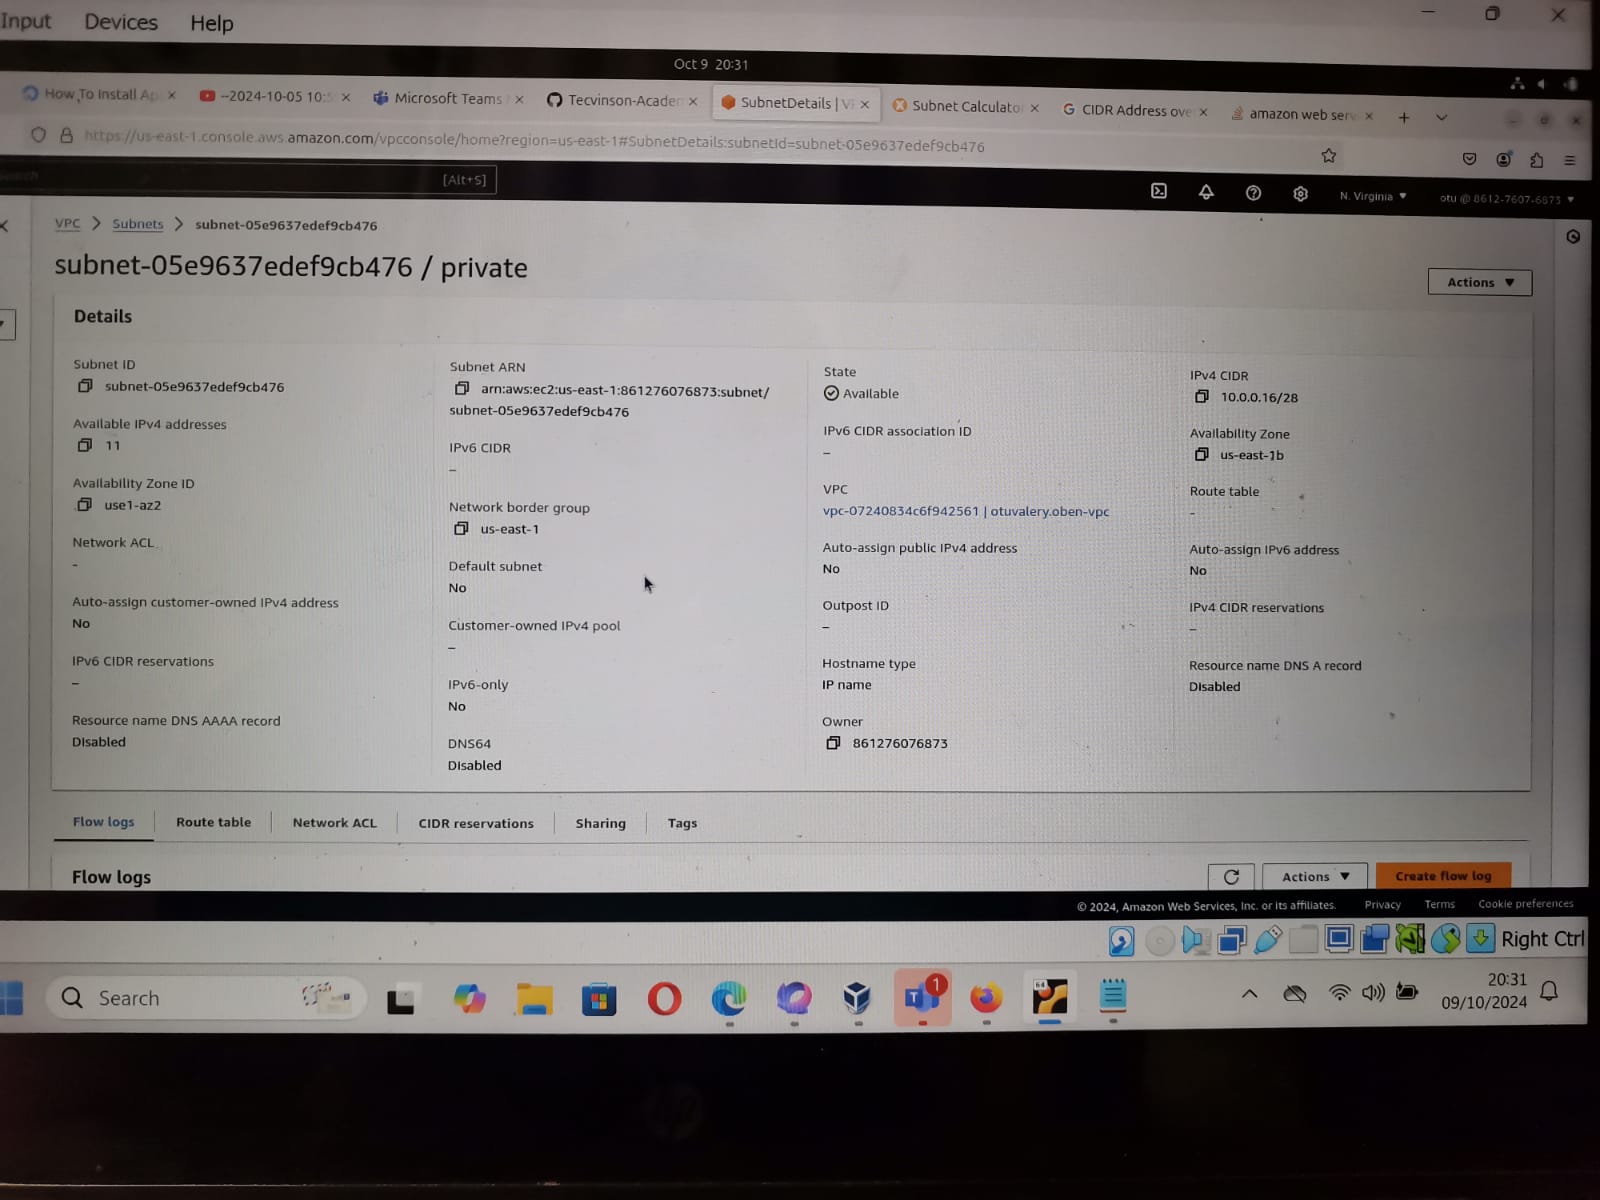 Input Devices Help
Oct 9 20:31
How To Install Ap × --2024-10-05 10:5 × Microsoft Teams × Tecvinson-Academ × SubnetDetails | VP × Subnet Calculato × CIDR Address ove × amazon web serv ×
https://us-east-1.console.aws.amazon.com/vpcconsole/home?region=us-east-1#SubnetDetails:subnetId=subnet-05e9637edef9cb476
Search [Alt+S] N. Virginia otu @ 8612-7607-6873
VPC > Subnets > subnet-05e9637edef9cb476
subnet-05e9637edef9cb476 / private
Actions
Details
Subnet ID
subnet-05e9637edef9cb476
Available IPv4 addresses
11
Availability Zone ID
use1-az2
Network ACL
-
Auto-assign customer-owned IPv4 address
No
IPv6 CIDR reservations
–
Resource name DNS AAAA record
Disabled
Subnet ARN
arn:aws:ec2:us-east-1:861276076873:subnet/
subnet-05e9637edef9cb476
IPv6 CIDR
–
Network border group
us-east-1
Default subnet
No
Customer-owned IPv4 pool
–
IPv6-only
No
DNS64
Disabled
State
Available
IPv6 CIDR association ID
–
VPC
vpc-07240834c6f942561 | otuvalery.oben-vpc
Auto-assign public IPv4 address
No
Outpost ID
–
Hostname type
IP name
Owner
861276076873
IPv4 CIDR
10.0.0.16/28
Availability Zone
us-east-1b
Route table
-
Auto-assign IPv6 address
No
IPv4 CIDR reservations
–
Resource name DNS A record
Disabled
Flow logs Route table Network ACL CIDR reservations Sharing Tags
Flow logs
Actions Create flow log
© 2024, Amazon Web Services, Inc. or its affiliates. Privacy Terms Cookie preferences
Right Ctrl
Search
1
T
64
20:31
09/10/2024
hp